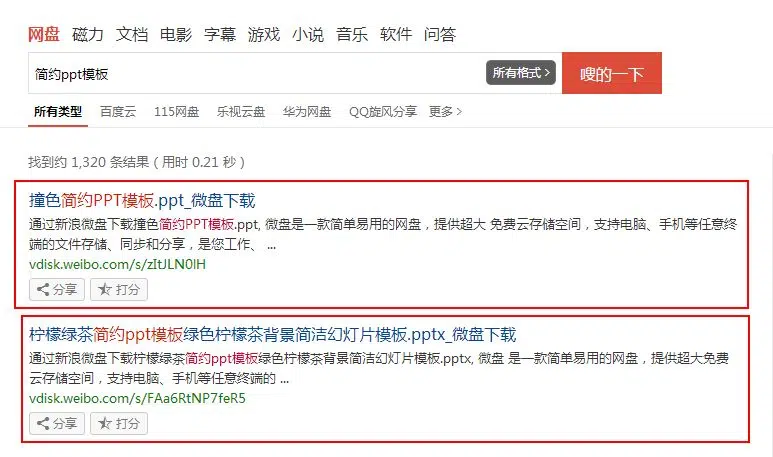 网盘 磁力 文档 电影 字幕 游戏 小说 音乐 软件 问答
简约ppt模板 所有格式 > 嗖的一下
所有类型 百度云 115网盘 乐视云盘 华为网盘 QQ旋风分享 更多 >
找到约 1,320 条结果 ( 用时 0.21 秒 )
撞色简约PPT模板.ppt_微盘下载
通过新浪微盘下载撞色简约PPT模板.ppt, 微盘是一款简单易用的网盘，提供超大 免费云存储空间，支持电脑、手机等任意终
端的文件存储、同步和分享，是您工作、 ...
vdisk.weibo.com/s/zItJLN0lH
分享 打分
柠檬绿茶简约ppt模板绿色柠檬茶背景简洁幻灯片模板.pptx_微盘下载
通过新浪微盘下载柠檬绿茶简约ppt模板绿色柠檬茶背景简洁幻灯片模板.pptx, 微盘 是一款简单易用的网盘，提供超大免费
云存储空间，支持电脑、手机等任意终端的 ...
vdisk.weibo.com/s/FAa6RtNP7feR5
分享 打分